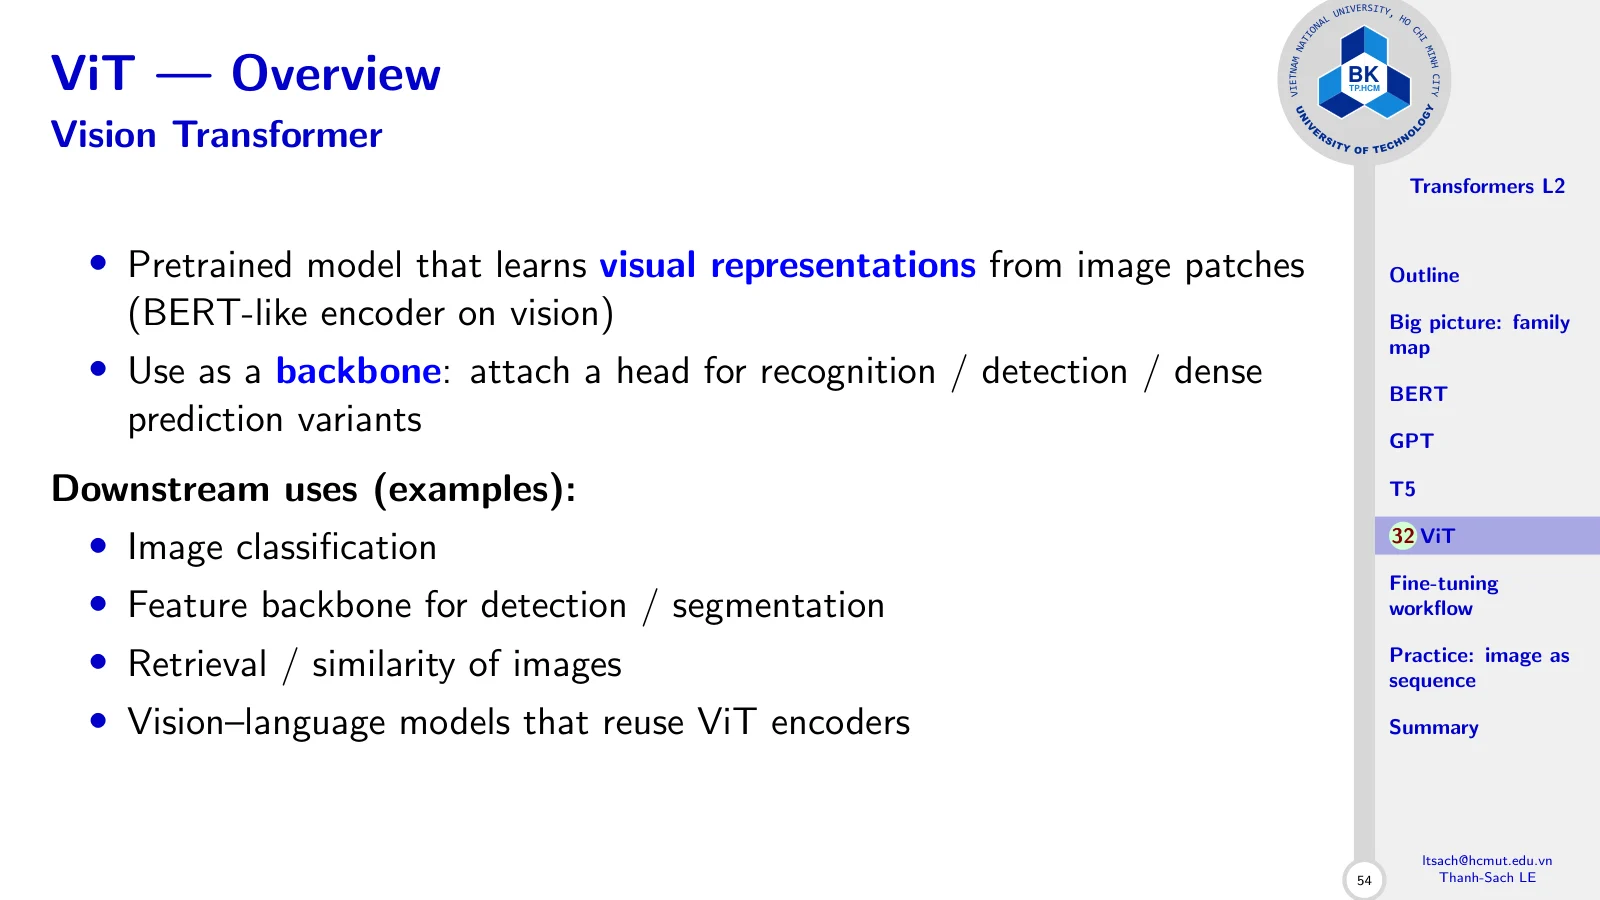 ViT — Overview
Vision Transformer
• Pretrained model that learns visual representations from image patches
(BERT-like encoder on vision)
• Use as a backbone: attach a head for recognition / detection / dense
prediction variants
Downstream uses (examples):
• Image classification
• Feature backbone for detection / segmentation
• Retrieval / similarity of images
• Vision–language models that reuse ViT encoders
VIETNAM NATIONAL UNIVERSITY, HO CHI MINH CITY
BK
TP.HCM
UNIVERSITY OF TECHNOLOGY
Transformers L2
Outline
Big picture: family
map
BERT
GPT
T5
32 ViT
Fine-tuning
workflow
Practice: image as
sequence
Summary
ltsach@hcmut.edu.vn
Thanh-Sach LE
54